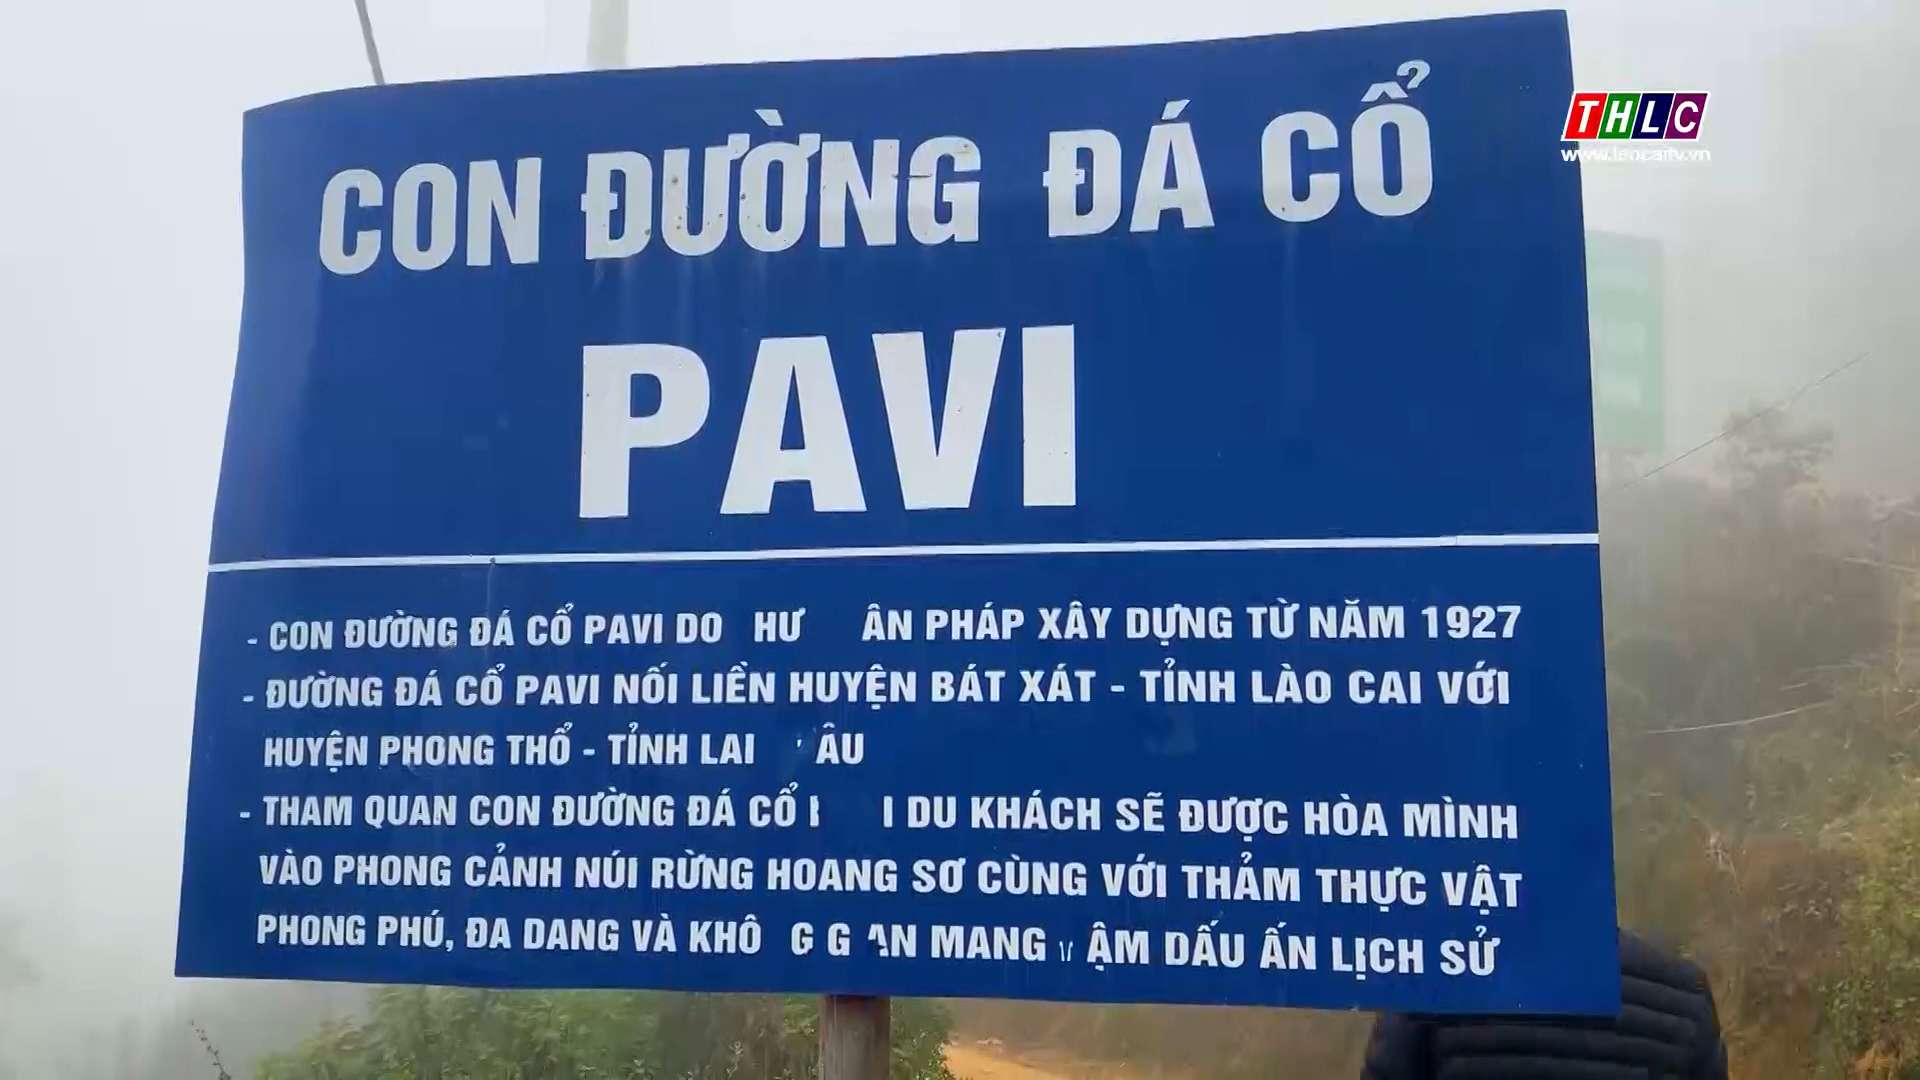 THLC
www.laocaitv.vn
CON ĐƯỜNG ĐÁ CỔ
PAVI
- CON ĐƯỜNG ĐÁ CỔ PAVI DO HƯ ÂN PHÁP XÂY DỰNG TỪ NĂM 1927
- ĐƯỜNG ĐÁ CỔ PAVI NỐI LIỀN HUYỆN BÁT XÁT - TỈNH LÀO CAI VỚI
HUYỆN PHONG THỔ - TỈNH LAI ÂU
- THAM QUAN CON ĐƯỜNG ĐÁ CỔ I DU KHÁCH SẼ ĐƯỢC HÒA MÌNH
VÀO PHONG CẢNH NÚI RỪNG HOANG SƠ CÙNG VỚI THẢM THỰC VẬT
PHONG PHÚ, ĐA DANG VÀ KHÔ G G AN MANG ẬM DẤU ẤN LỊCH SỬ